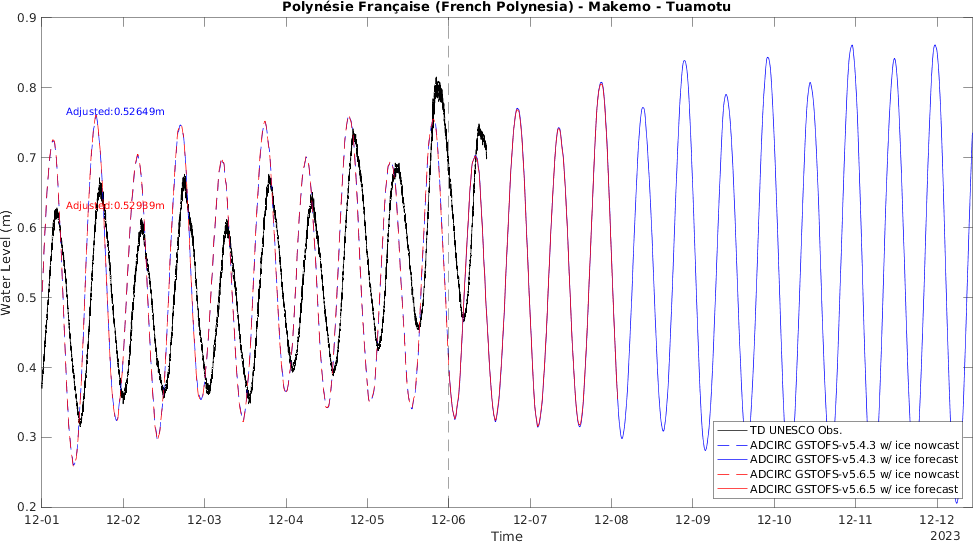 Polynésie Française (French Polynesia) - Makemo - Tuamotu
0.9
0.8
0.7
0.6
0.5
0.4
0.3
0.2
Water Level (m)
Adjusted:0.52649m
Adjusted:0.52989m
TD UNESCO Obs.
ADCIRC GSTOFS-v5.4.3 w/ ice nowcast
ADCIRC GSTOFS-v5.4.3 w/ ice forecast
ADCIRC GSTOFS-v5.6.5 w/ ice nowcast
ADCIRC GSTOFS-v5.6.5 w/ ice forecast
12-01 12-02 12-03 12-04 12-05 12-06 12-07 12-08 12-09 12-10 12-11 12-12
Time
2023